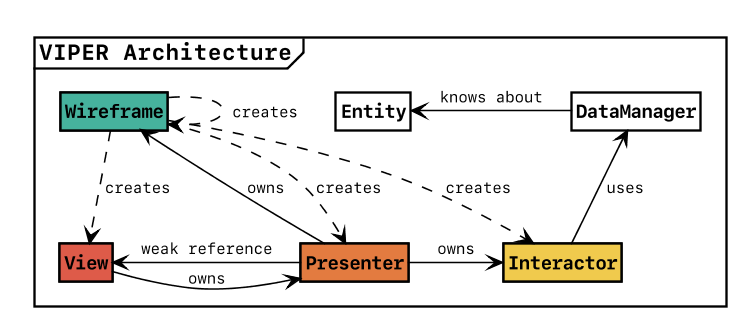 VIPER Architecture
Wireframe
creates
Entity
knows about
DataManager
creates
owns
creates
creates
uses
View
weak reference
owns
Presenter
owns
Interactor